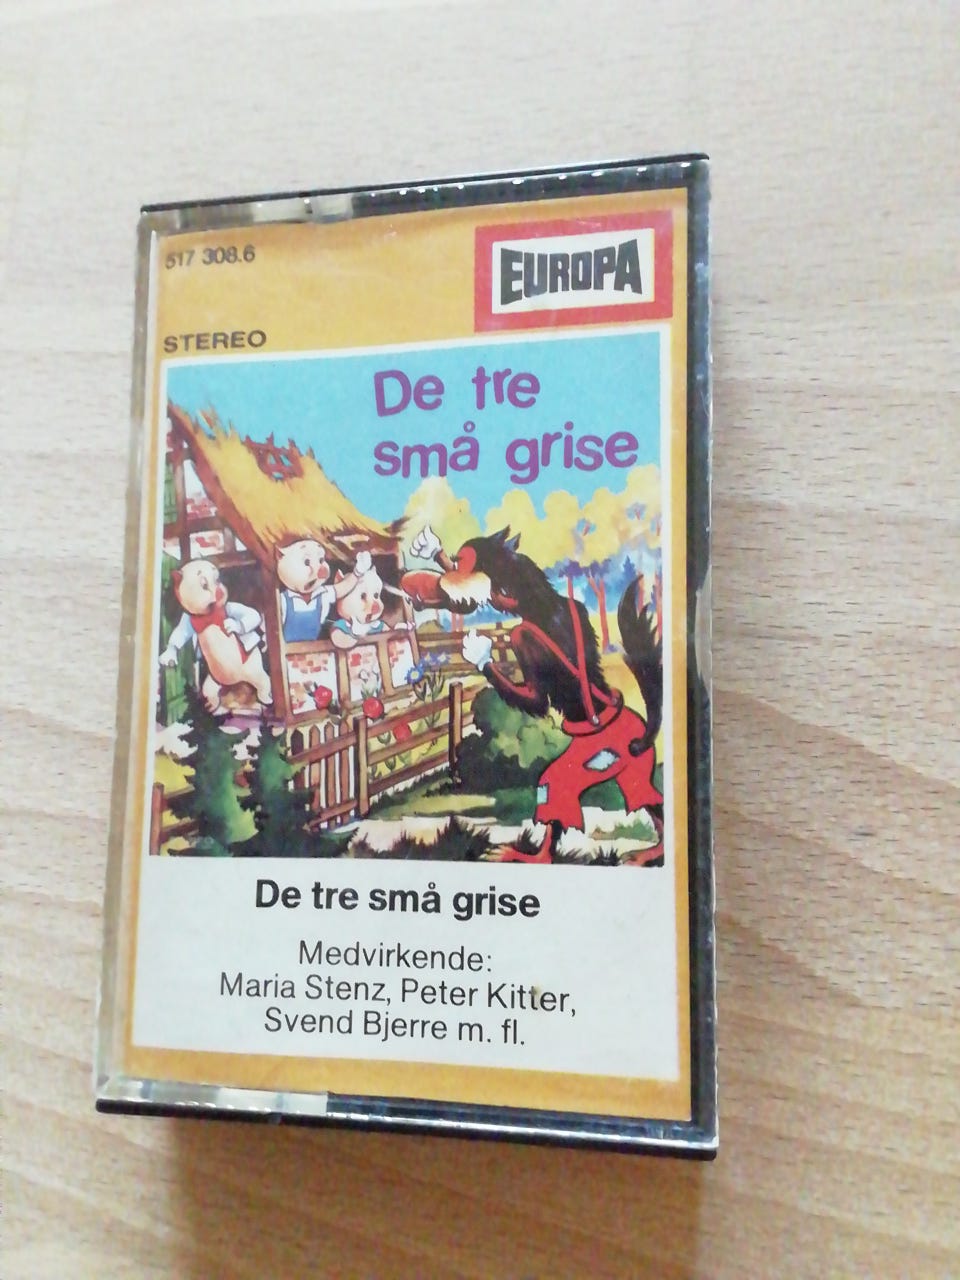 517 308.6
EUROPA
STEREO
De tre
små grise
De tre små grise
Medvirkende:
Maria Stenz, Peter Kitter,
Svend Bjerre m. fl.